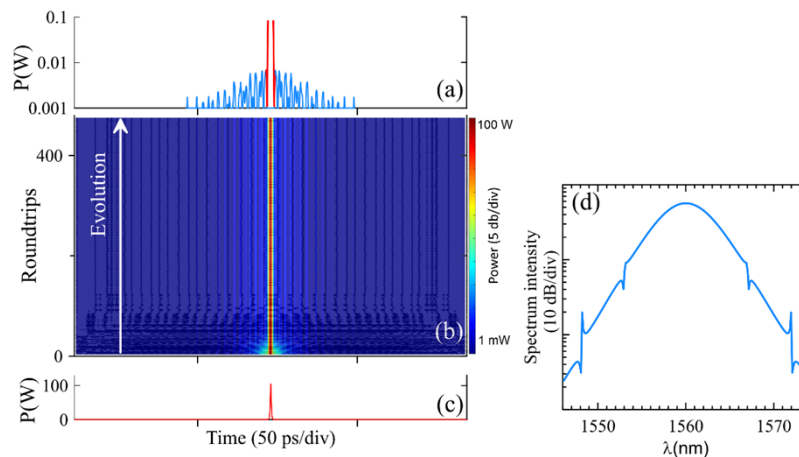 0.1
0.01
0.001
P(W)
(a)
400
200
0
Roundtrips
Evolution
(b)
100 W
1 mW
Power (5 db/div)
100
0
P(W)
(c)
Time (50 ps/div)
(d)
Spectrum intensity
(10 dB/div)
1550 1560 1570
λ(nm)